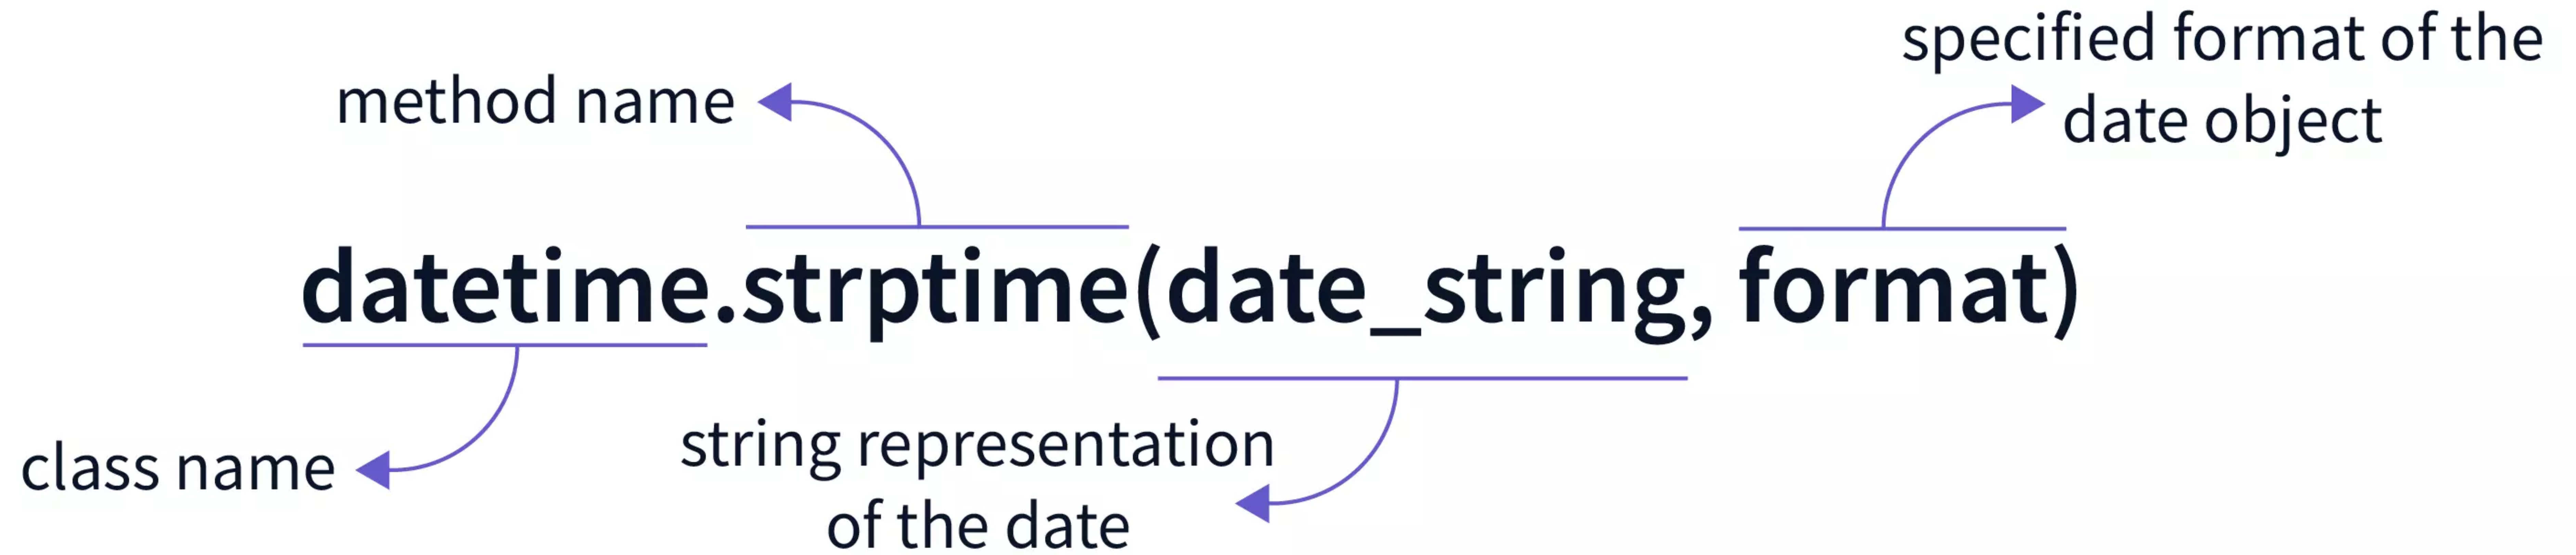 specified format of the
date object
method name
datetime.strptime(date_string, format)
class name
string representation
of the date